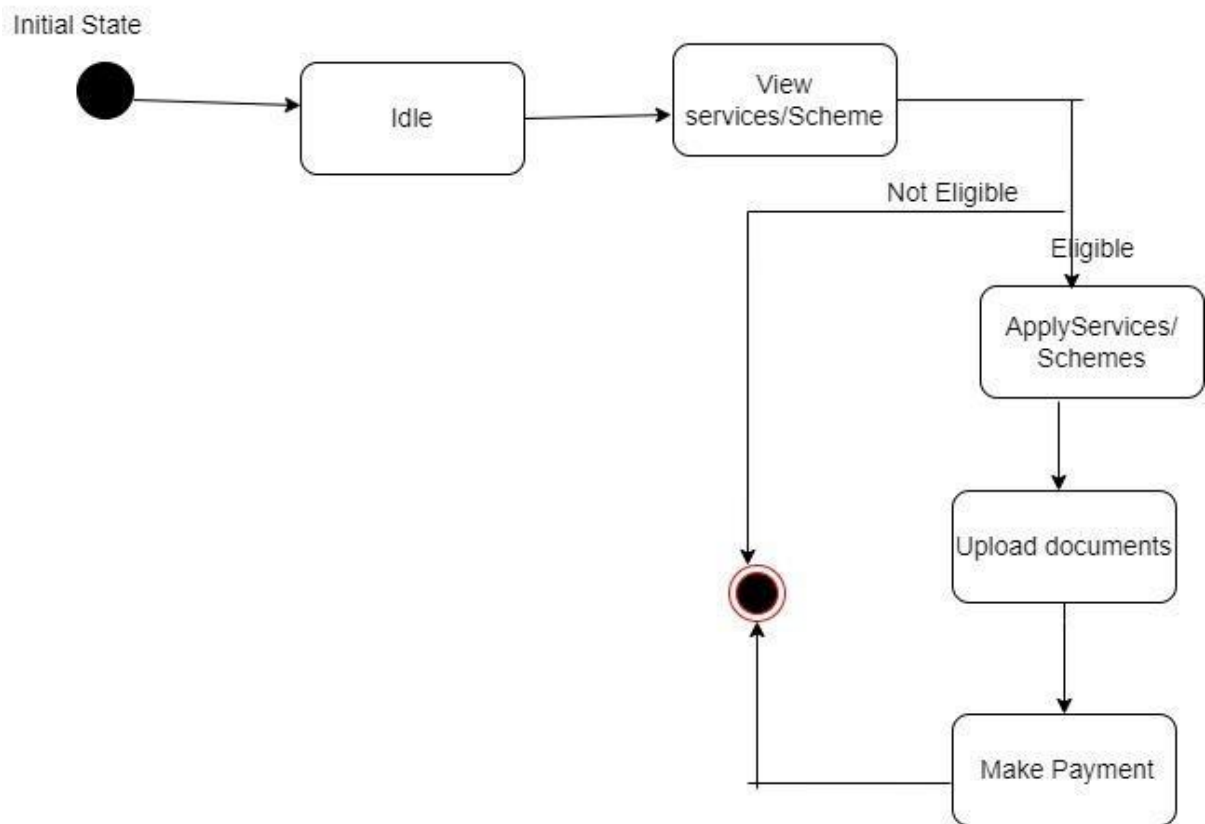 Initial State
Idle
View
services/Scheme
Not Eligible
Eligible
ApplyServices/
Schemes
Upload documents
Make Payment